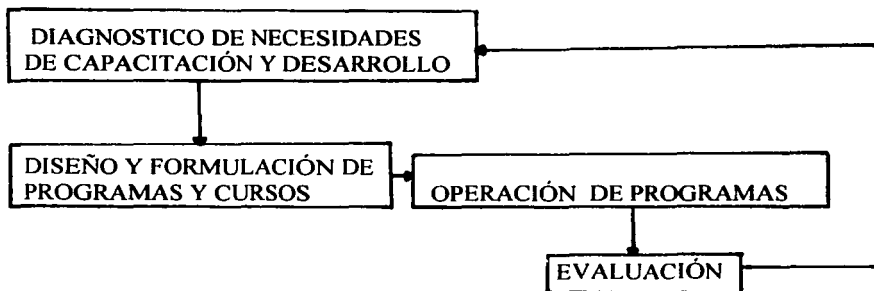 DIAGNOSTICO DE NECESIDADES
DE CAPACITACIÓN Y DESARROLLO
DISEÑO Y FORMULACIÓN DE
PROGRAMAS Y CURSOS
OPERACIÓN DE PROGRAMAS
EVALUACIÓN